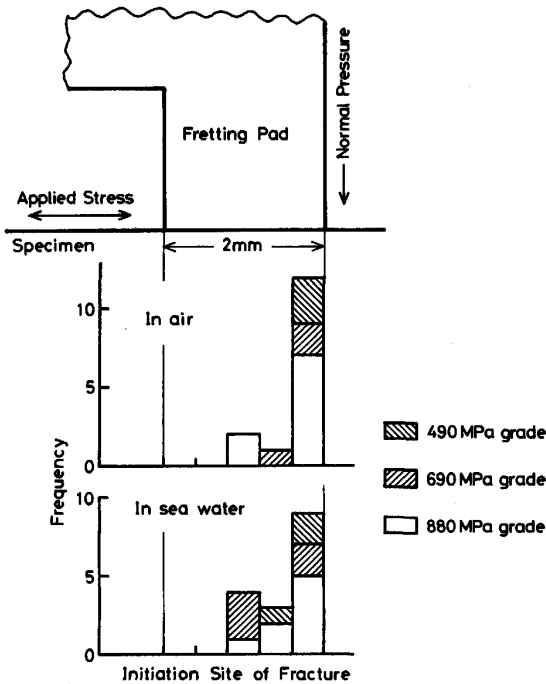 Fretting Pad
Normal Pressure
Applied Stress
Specimen
2mm
10
In air
5
0
Frequency
10
In sea water
5
0
Initiation Site of Fracture
490 MPa grade
690 MPa grade
880 MPa grade